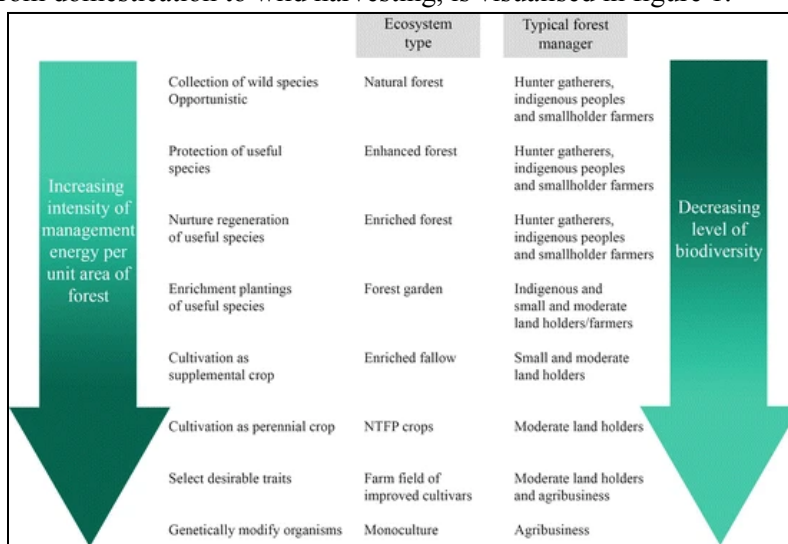 from domestication to wild harvesting, is visualised in figure 1.
Ecosystem
type
Typical forest
manager
Increasing
intensity of
management
energy per
unit area of
forest
Collection of wild species
Opportunistic
Natural forest
Hunter gatherers,
indigenous peoples
and smallholder farmers
Protection of useful
species
Enhanced forest
Hunter gatherers,
indigenous peoples
and smallholder farmers
Nurture regeneration
of useful species
Enriched forest
Hunter gatherers,
indigenous peoples
and smallholder farmers
Enrichment plantings
of useful species
Forest garden
Indigenous and
small and moderate
land holders/farmers
Cultivation as
supplemental crop
Enriched fallow
Small and moderate
land holders
Cultivation as perennial crop
NTFP crops
Moderate land holders
Select desirable traits
Farm field of
improved cultivars
Moderate land holders
and agribusiness
Genetically modify organisms
Monoculture
Agribusiness
Decreasing
level of
biodiversity